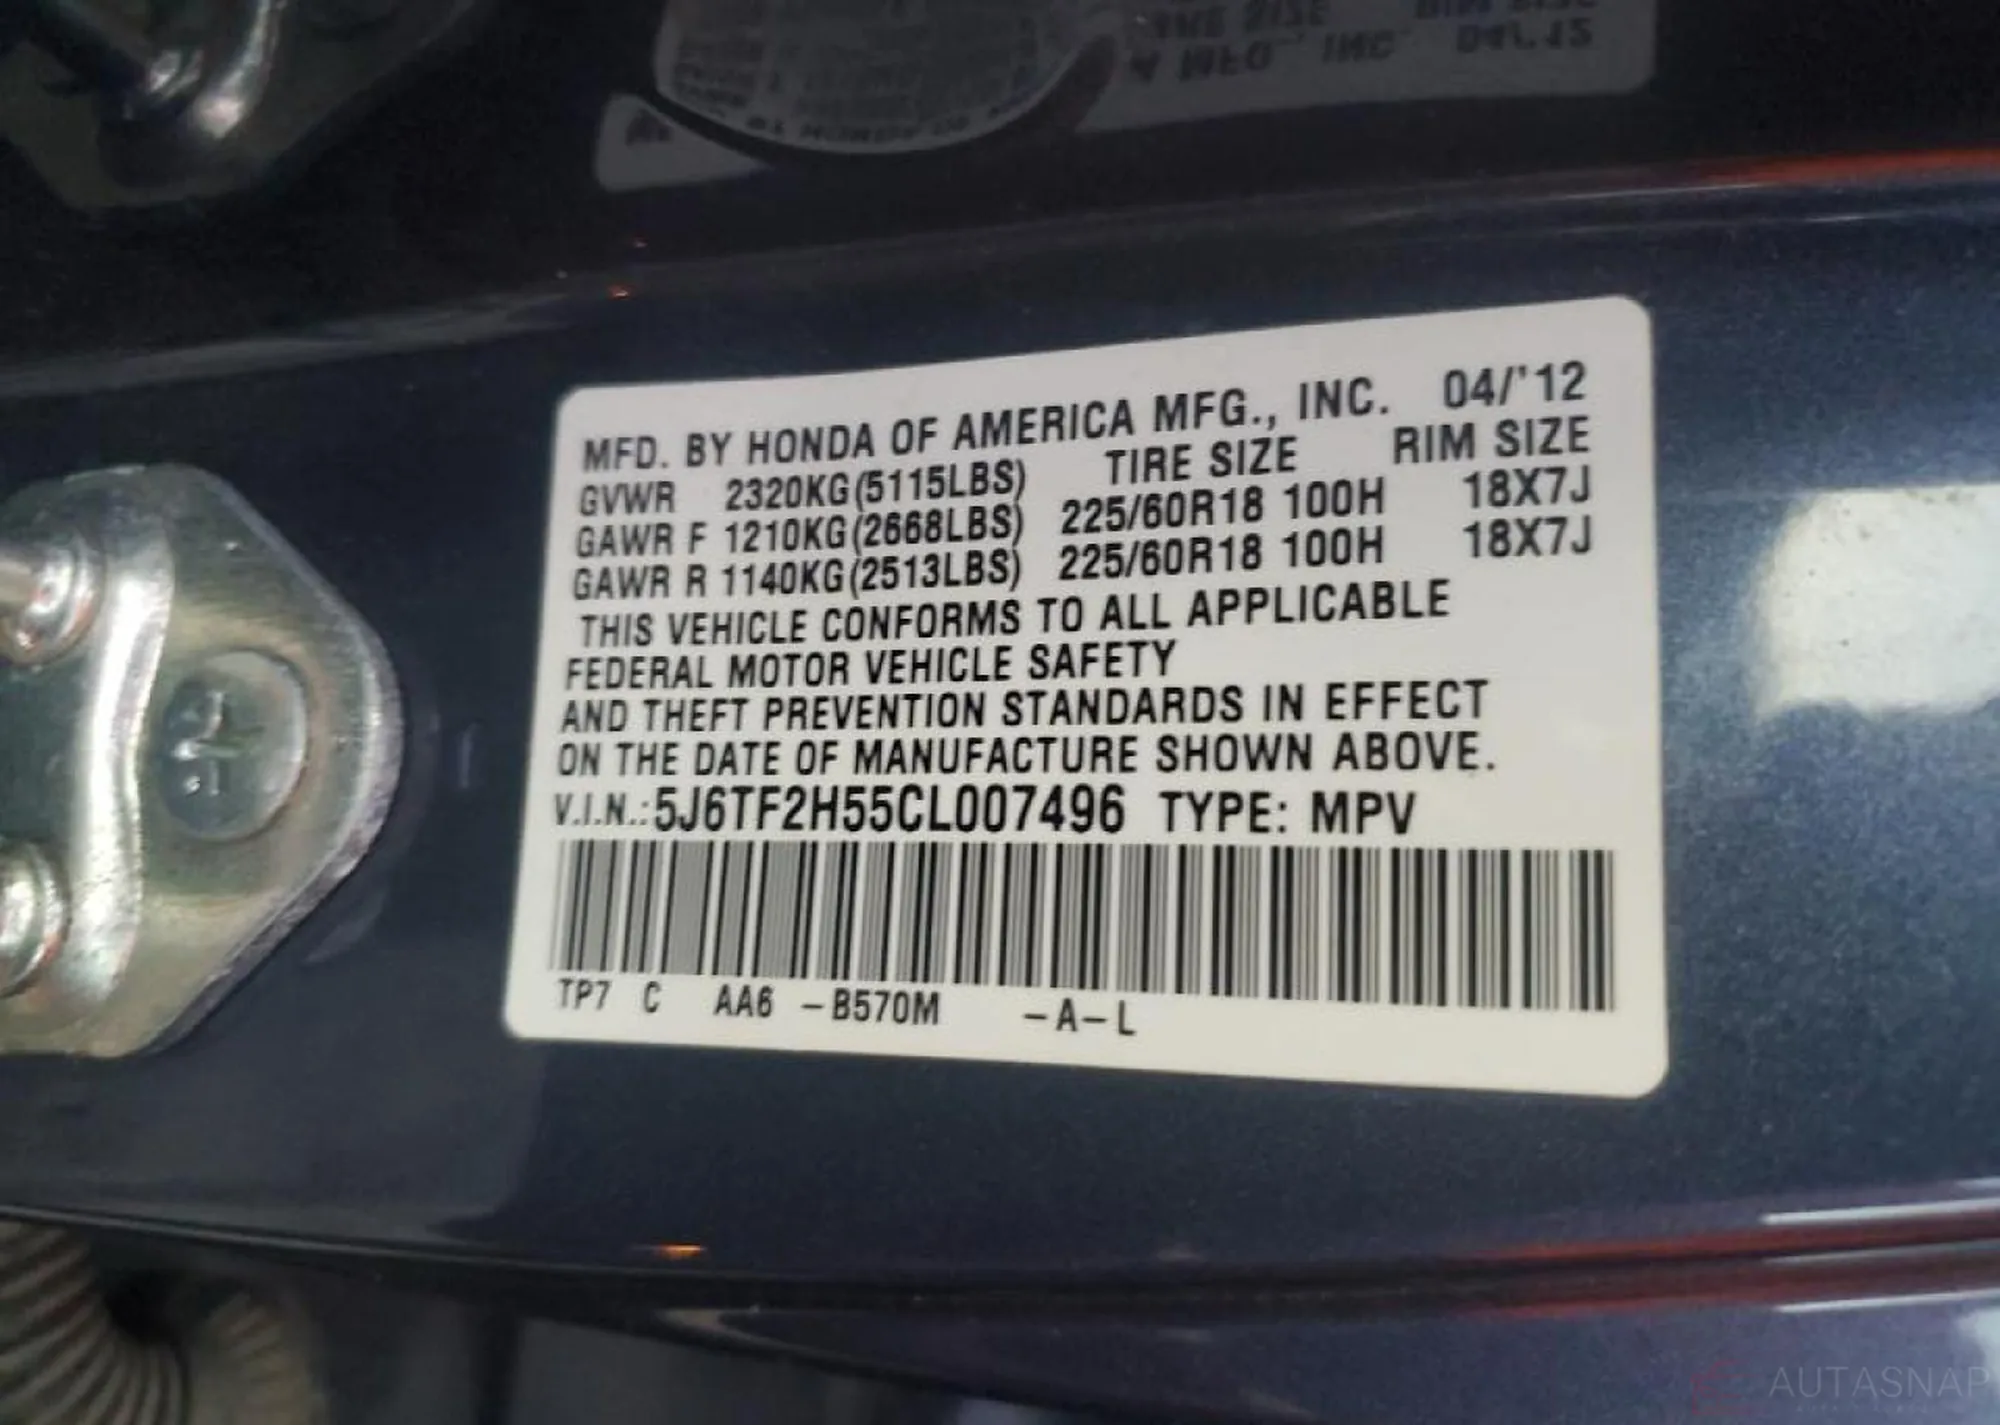 MFD. BY HONDA OF AMERICA MFG., INC. 04/'12
GVWR 2320KG(5115LBS) TIRE SIZE RIM SIZE
GAWR F 1210KG(2668LBS) 225/60R18 100H 18X7J
GAWR R 1140KG(2513LBS) 225/60R18 100H 18X7J
THIS VEHICLE CONFORMS TO ALL APPLICABLE
FEDERAL MOTOR VEHICLE SAFETY
AND THEFT PREVENTION STANDARDS IN EFFECT
ON THE DATE OF MANUFACTURE SHOWN ABOVE.
V.I.N.:5J6TF2H55CL007496 TYPE: MPV
TP7 C AA6 -B570M -A-L
AUTASNAP